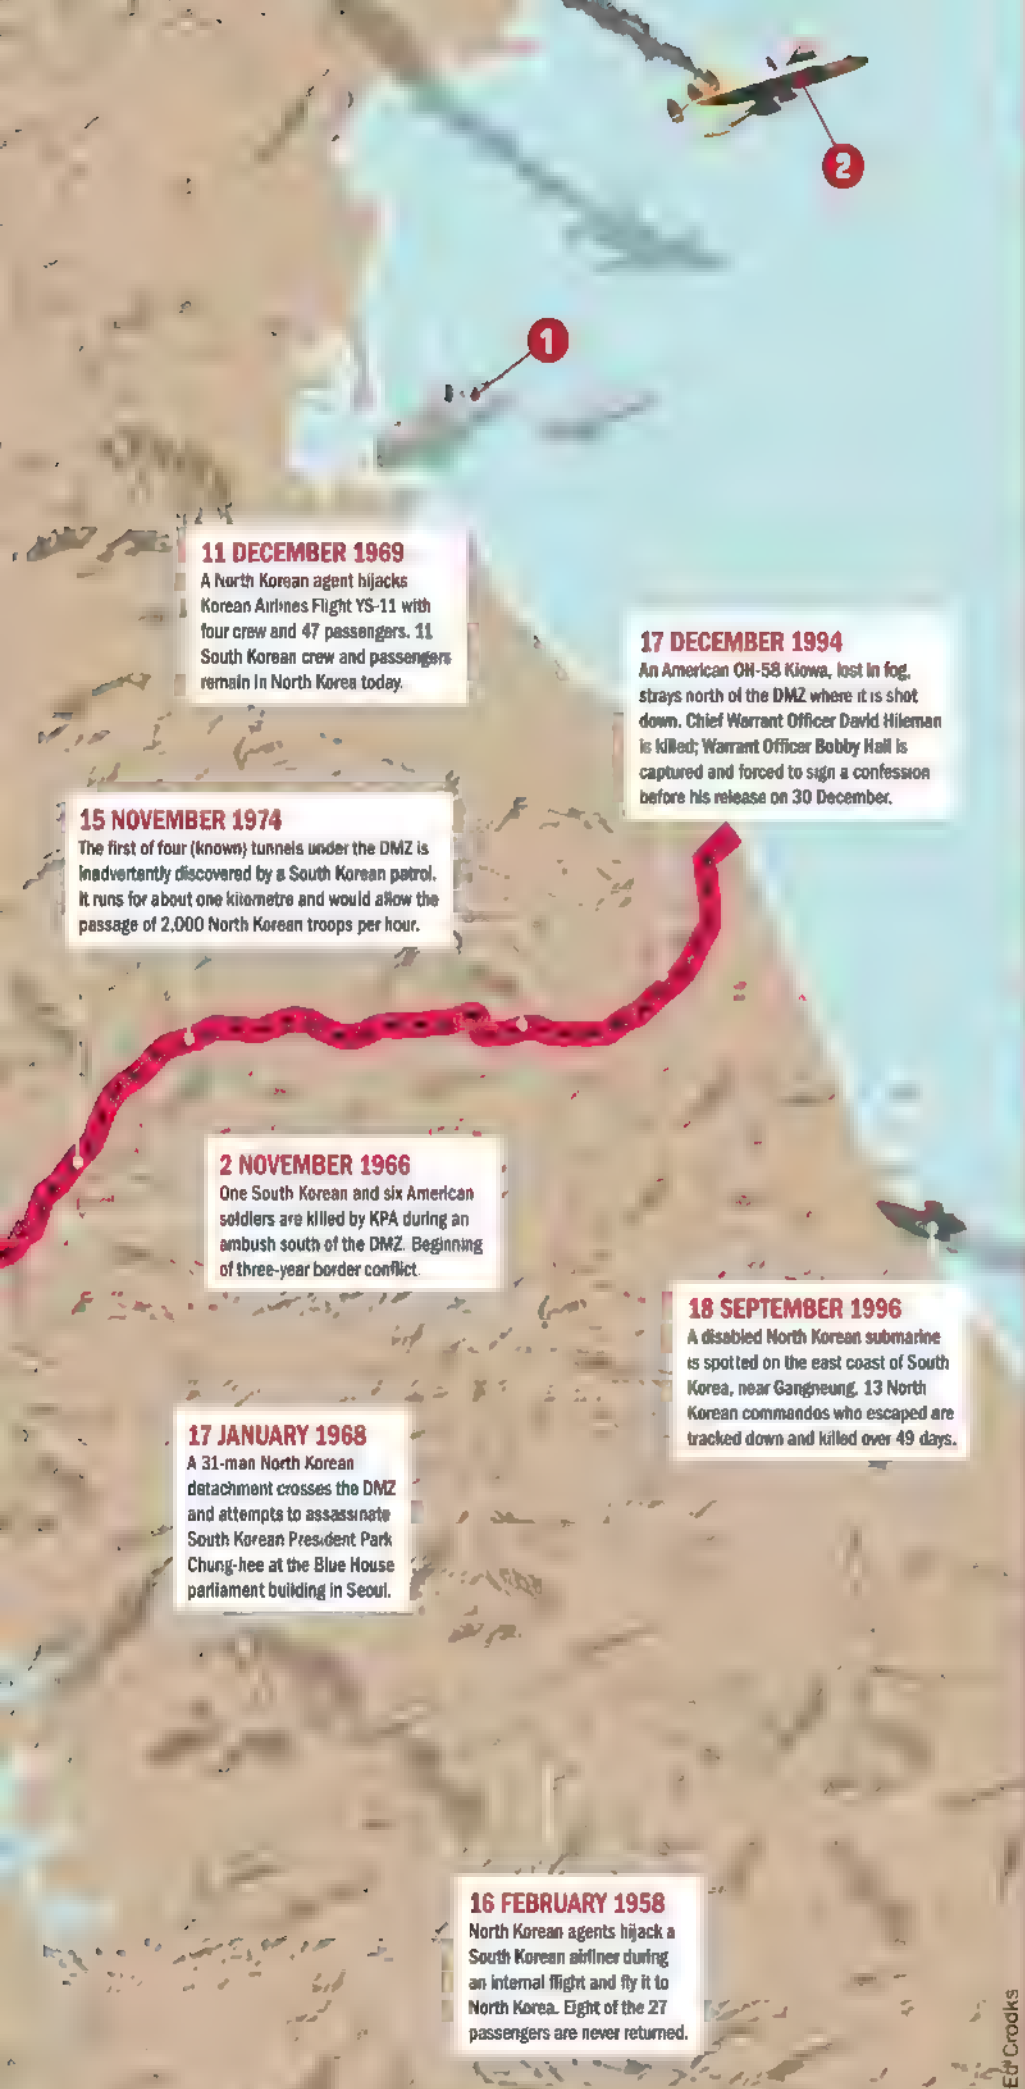 2
1
11 DECEMBER 1969
A North Korean agent hijacks
Korean Airlines Flight YS-11 with
four crew and 47 passengers. 11
South Korean crew and passengers
remain in North Korea today.
17 DECEMBER 1994
An American OH-58 Kiowa, lost in fog,
strays north of the DMZ where it is shot
down. Chief Warrant Officer David Hileman
is killed; Warrant Officer Bobby Hall is
captured and forced to sign a confession
before his release on 30 December.
15 NOVEMBER 1974
The first of four (known) tunnels under the DMZ is
inadvertently discovered by a South Korean patrol.
It runs for about one kilometre and would allow the
passage of 2,000 North Korean troops per hour.
2 NOVEMBER 1966
One South Korean and six American
soldiers are killed by KPA during an
ambush south of the DMZ. Beginning
of three-year border conflict.
18 SEPTEMBER 1996
A disabled North Korean submarine
is spotted on the east coast of South
Korea, near Gangneung. 13 North
Korean commandos who escaped are
tracked down and killed over 49 days.
17 JANUARY 1968
A 31-man North Korean
detachment crosses the DMZ
and attempts to assassinate
South Korean President Park
Chung-hee at the Blue House
parliament building in Seoul.
16 FEBRUARY 1958
North Korean agents hijack a
South Korean airliner during
an internal flight and fly it to
North Korea. Eight of the 27
passengers are never returned.
Ed Crooks